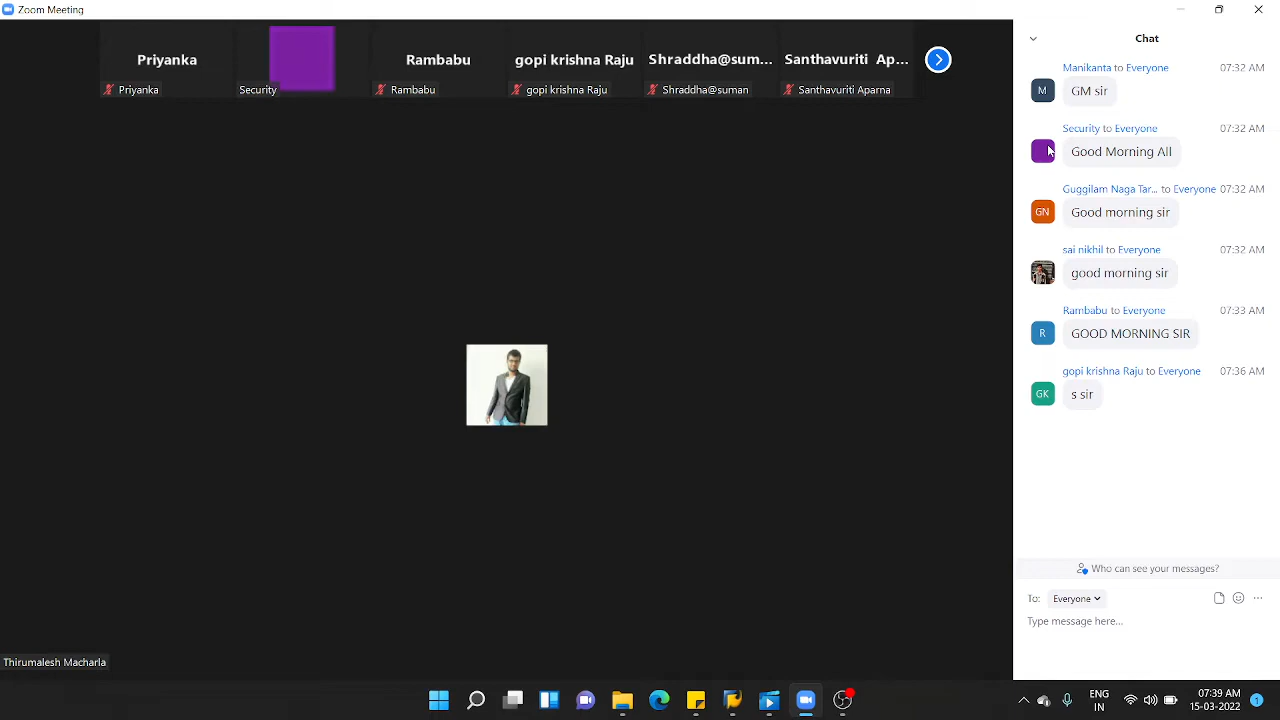 Zoom Meeting
Priyanka
Rambabu
gopi krishna Raju
Shraddha@sum...
Santhavuriti Ap...
Priyanka
Security
Rambabu
gopi krishna Raju
Shraddha@suman
Santhavuriti Aparna
Thirumalesh Macharla
Chat
Manikanta to Everyone 07:32 AM
M
GM sir
Security to Everyone 07:32 AM
Good Morning All
Guggilam Naga Tar... to Everyone 07:32 AM
GN
Good morning sir
sai nikhil to Everyone 07:32 AM
good morning sir
Rambabu to Everyone 07:33 AM
R
GOOD MORNING SIR
gopi krishna Raju to Everyone 07:36 AM
GK
s sir
Who can see your messages?
To: Everyone
Type message here...
ENG
IN
07:39 AM
15-03-2022
1